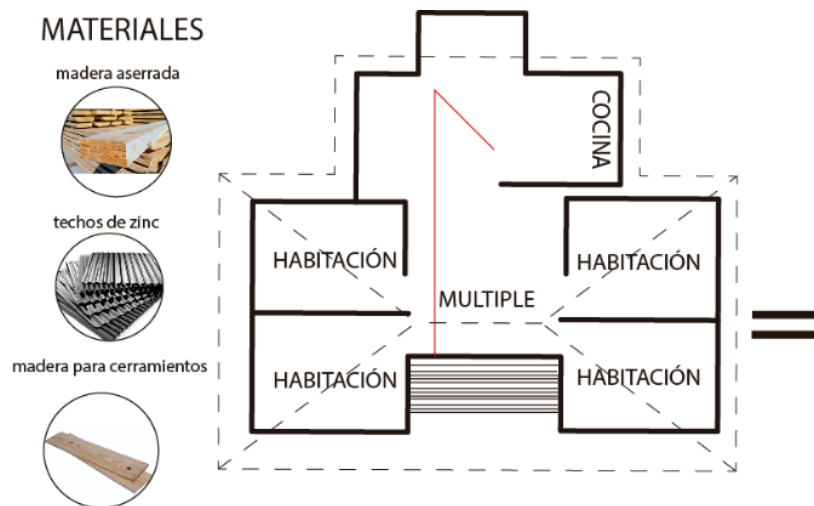 MATERIALES
madera aserrada
techos de zinc
madera para cerramientos
COCINA
HABITACIÓN
HABITACIÓN
MULTIPLE
HABITACIÓN
HABITACIÓN